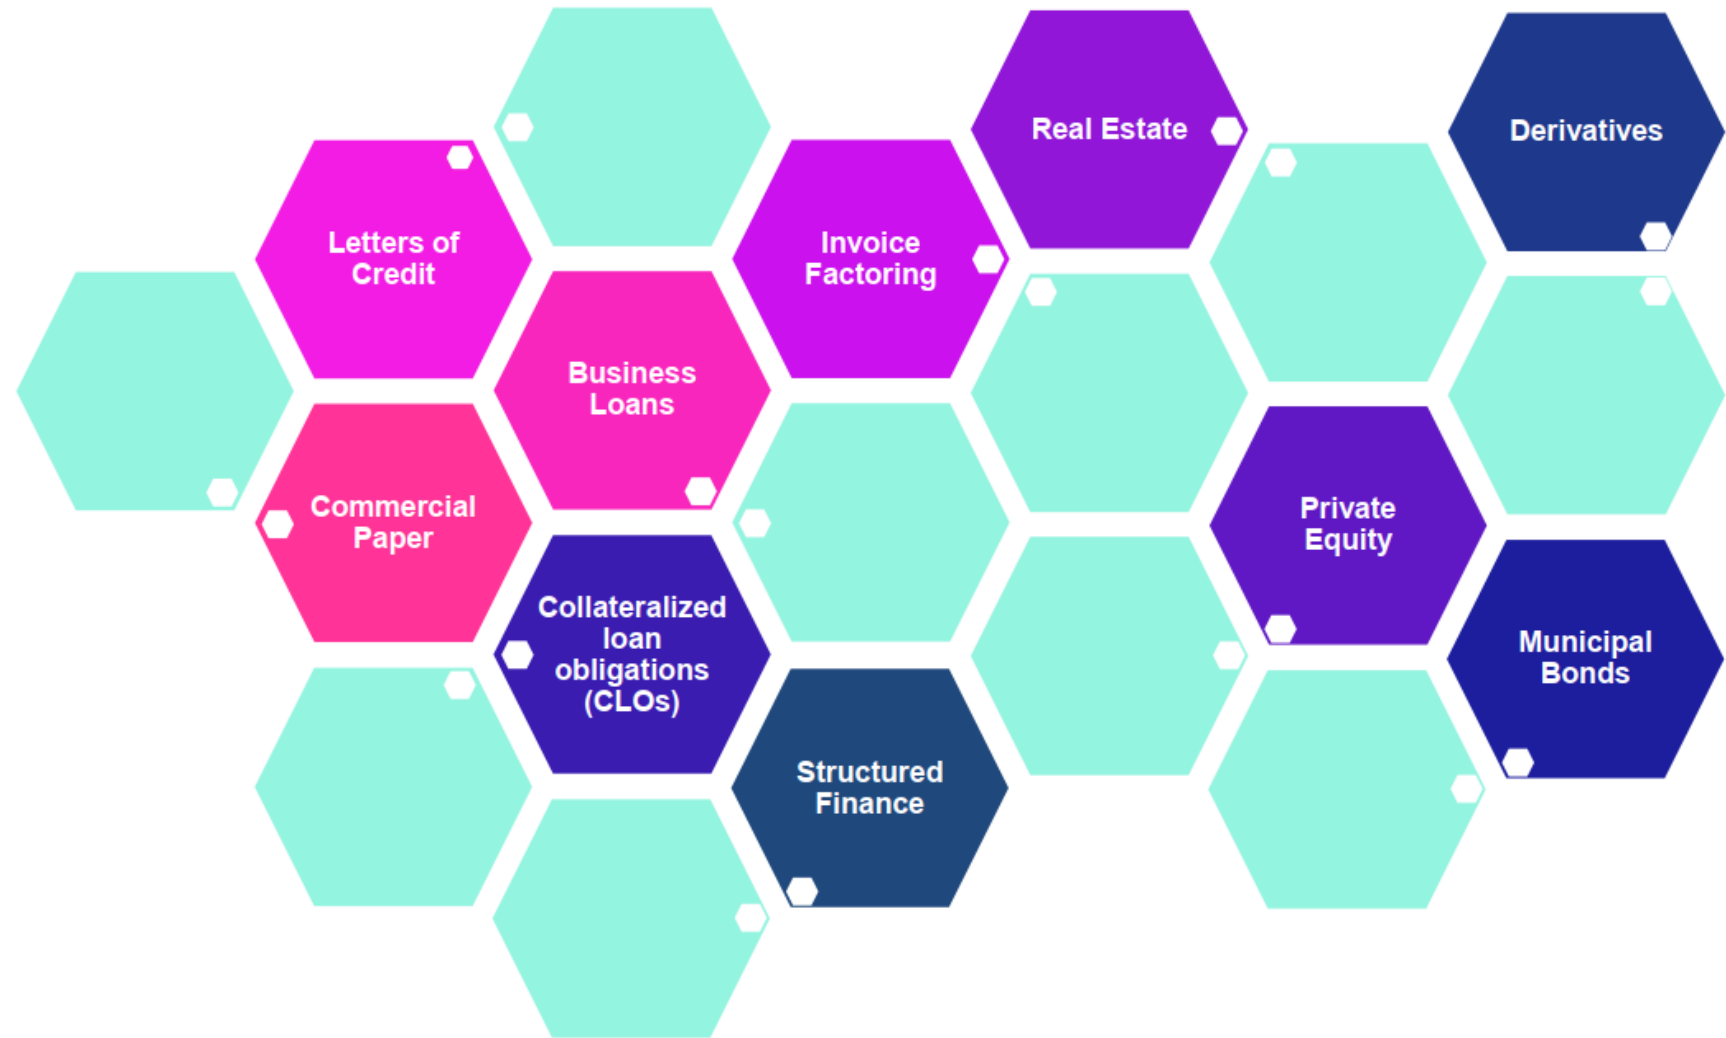 Real Estate
Derivatives
Letters of
Credit
Invoice
Factoring
Business
Loans
Commercial
Paper
Private
Equity
Collateralized
loan
obligations
(CLOs)
Municipal
Bonds
Structured
Finance